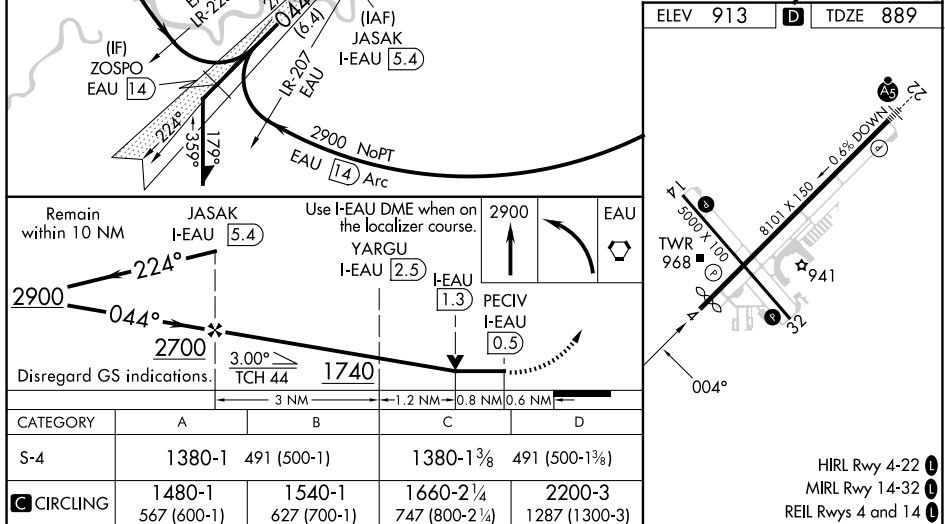 044°
(6.4)
224°
(IAF)
JASAK
I-EAU 5.4
(IF)
ZOSPO
EAU 14
LR-207
EAU
224°
359°
179°
2900 NoPT
EAU 14 Arc
ELEV 913 D TDZE 889
A5
22
0.6% DOWN
P
8101 X 150
14
P
5000 X 100
TWR
968
P
941
4
P
32
004°
HIRL Rwy 4-22 L
MIRL Rwy 14-32 L
REIL Rwys 4 and 14 L
Remain
within 10 NM
JASAK
I-EAU 5.4
Use I-EAU DME when on
the localizer course.
2900
EAU
YARGU
I-EAU 2.5
I-EAU
1.3
PECIV
I-EAU
0.5
224°
2900
044°
2700
3.00°
TCH 44
1740
Disregard GS indications.
3 NM
1.2 NM
0.8 NM
0.6 NM
CATEGORY A B C D
S-4 1380-1 491 (500-1) 1380-1⅜ 491 (500-1⅜)
C CIRCLING 1480-1 1540-1 1660-2¼ 2200-3
567 (600-1) 627 (700-1) 747 (800-2¼) 1287 (1300-3)